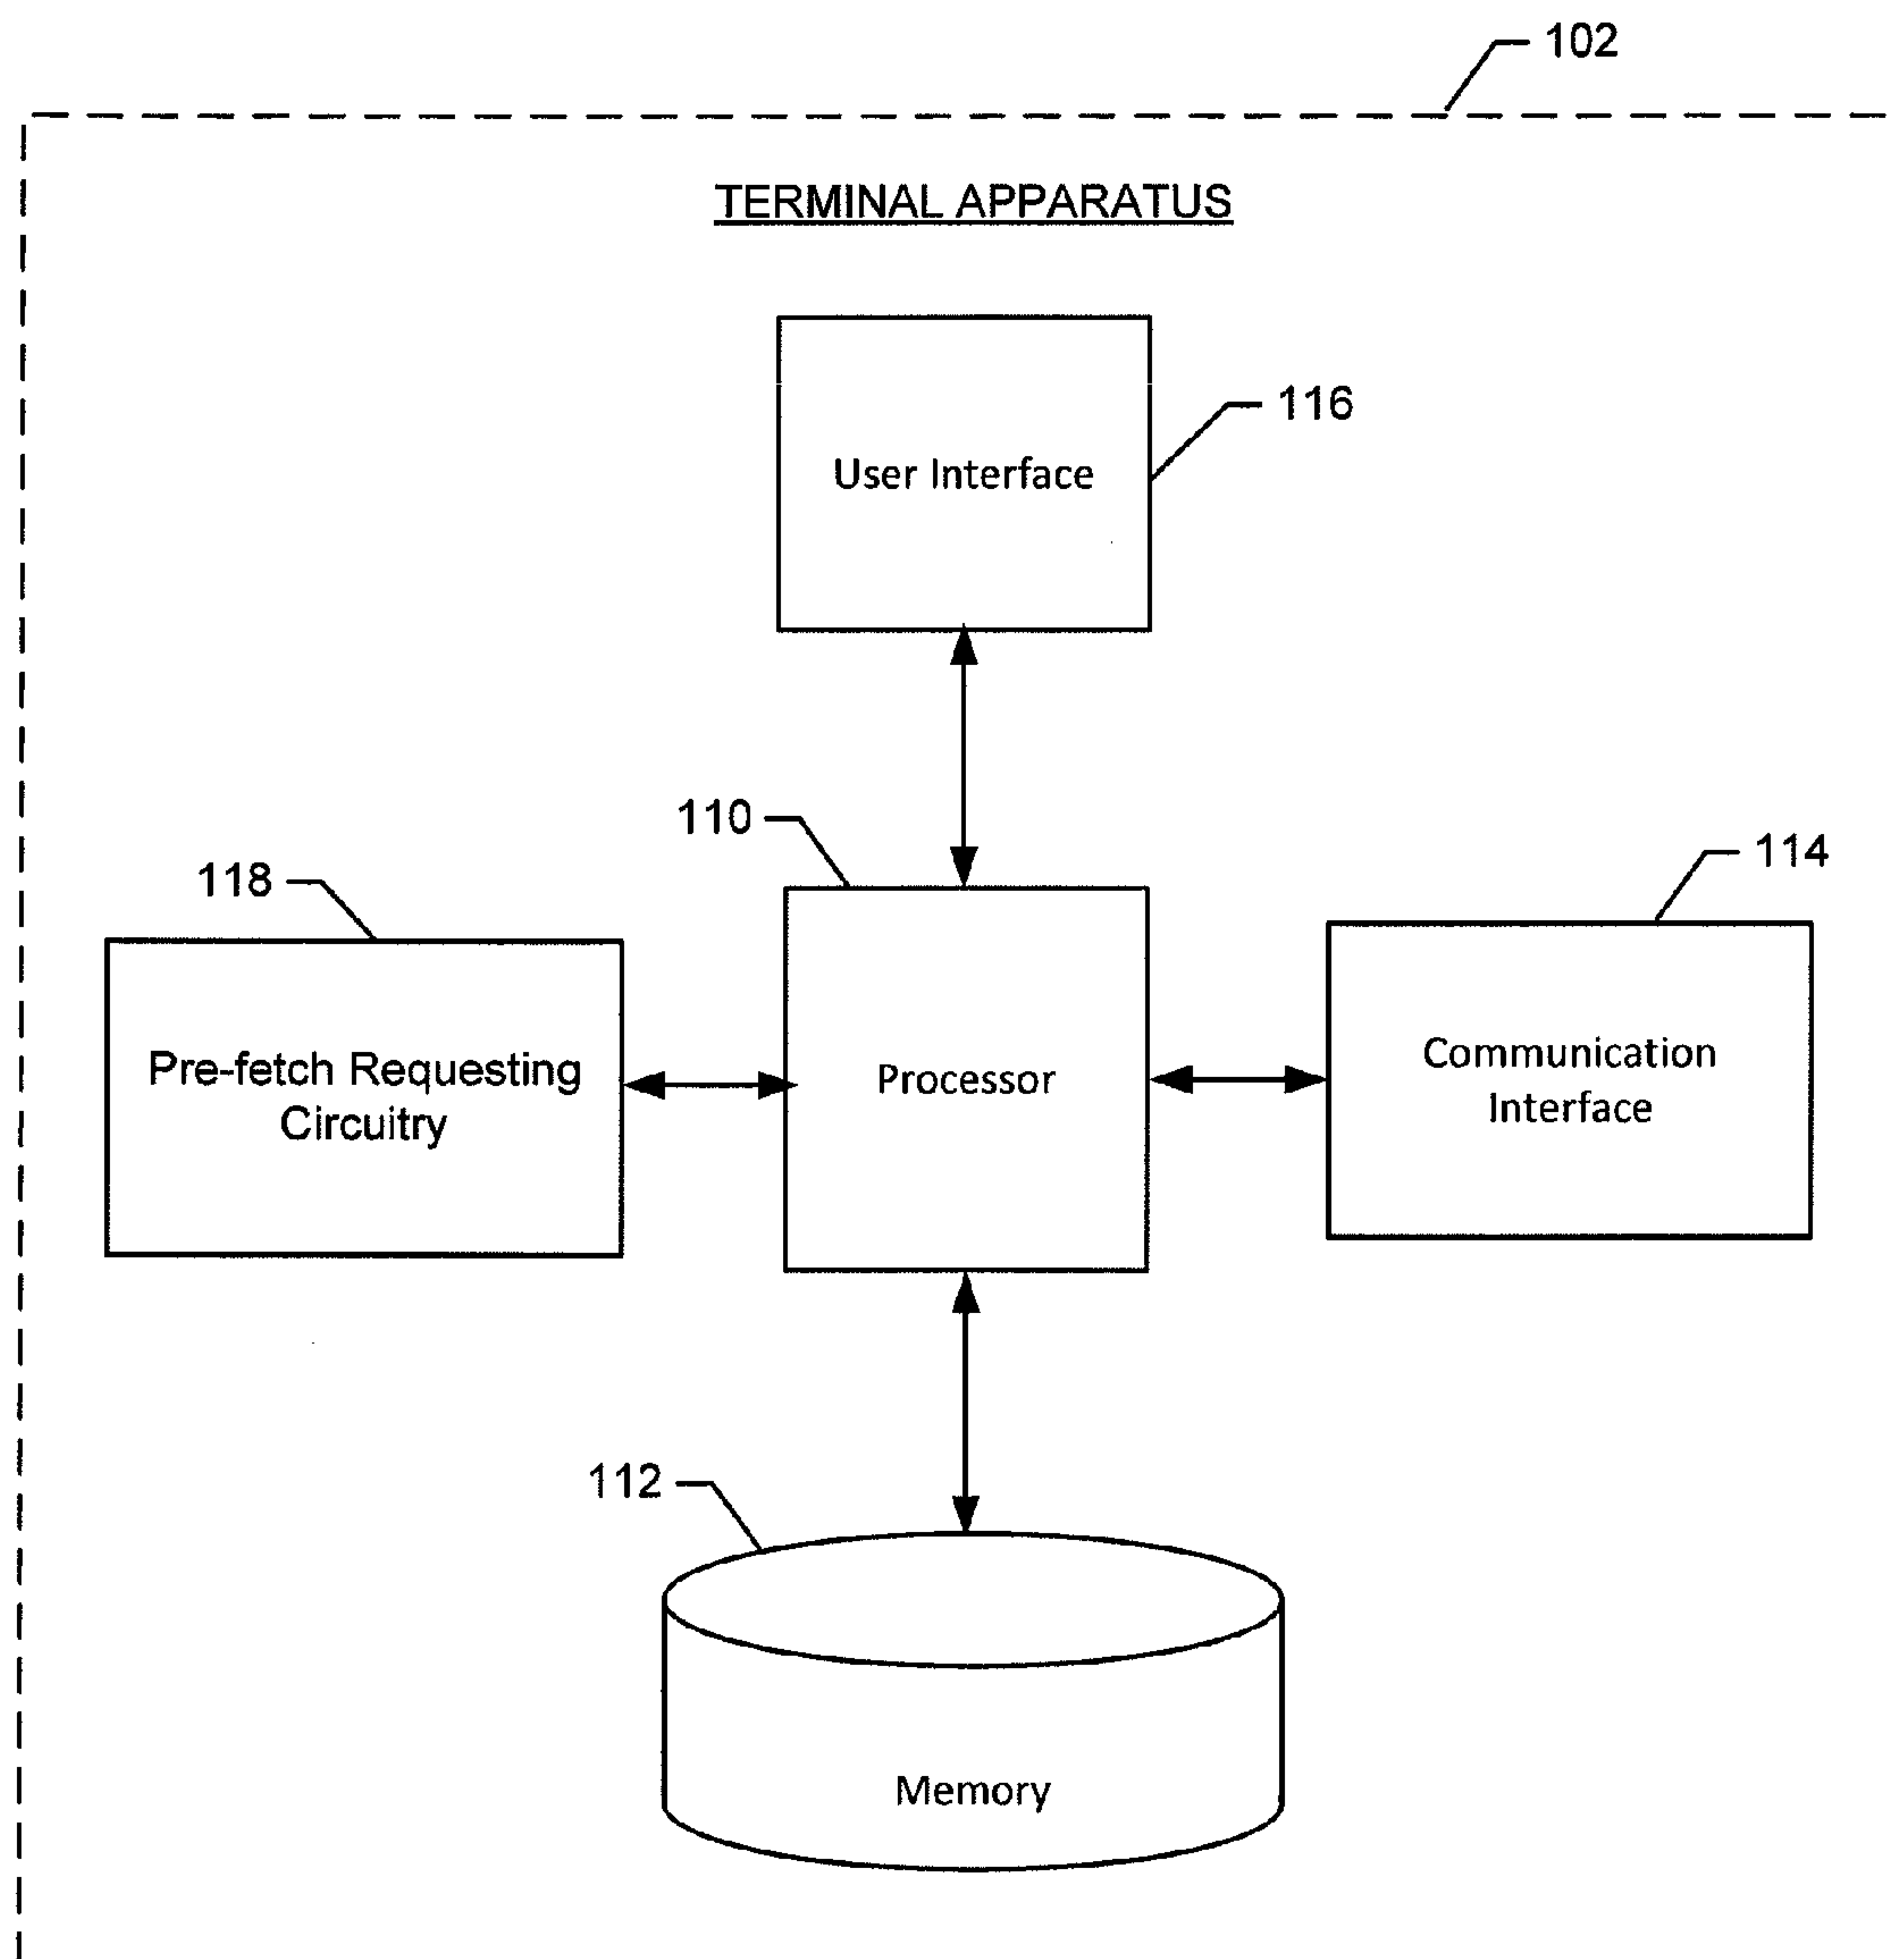 102
TERMINAL APPARATUS
116
User Interface
110
114
118
Pre-fetch Requesting
Circuitry
Processor
Communication
Interface
112
Memory